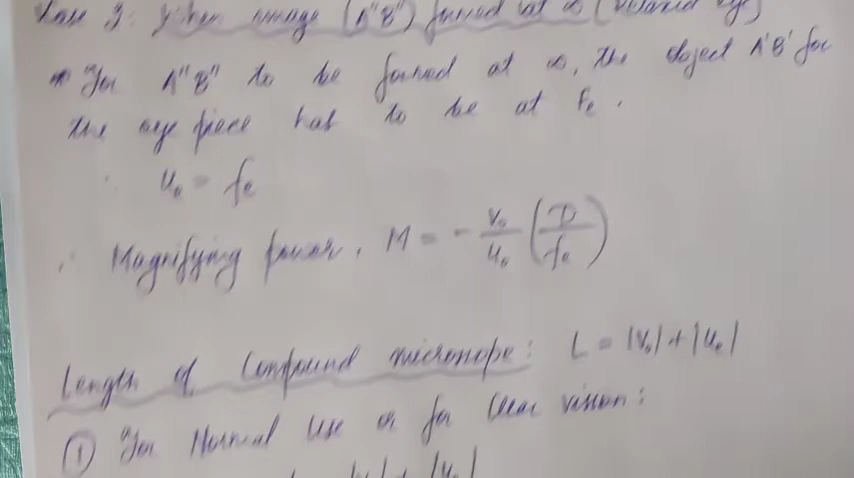 Case 2: When image (A"B") formed at ∞ (relaxed eye)
For A"B" to be formed at ∞, the object A'B' for
the eye piece has to be at Fe.
ue = fe
∴ Magnifying power, M = - vo/uo (D/fe)
Length of Compound microscope: L = |vo| + |ue|
① For Normal Use or for clear vision:
|ue|